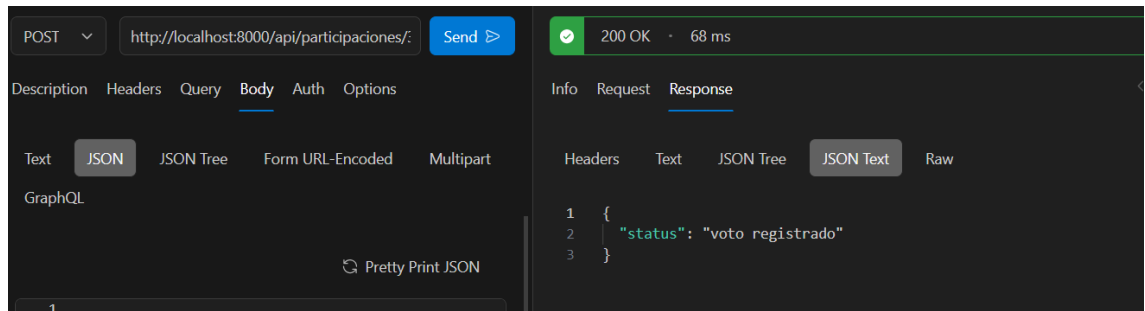 POST http://localhost:8000/api/participaciones/3 Send
Description Headers Query Body Auth Options
Text JSON JSON Tree Form URL-Encoded Multipart
GraphQL
Pretty Print JSON
1
200 OK · 68 ms
Info Request Response
Headers Text JSON Tree JSON Text Raw
1 {
2 "status": "voto registrado"
3 }